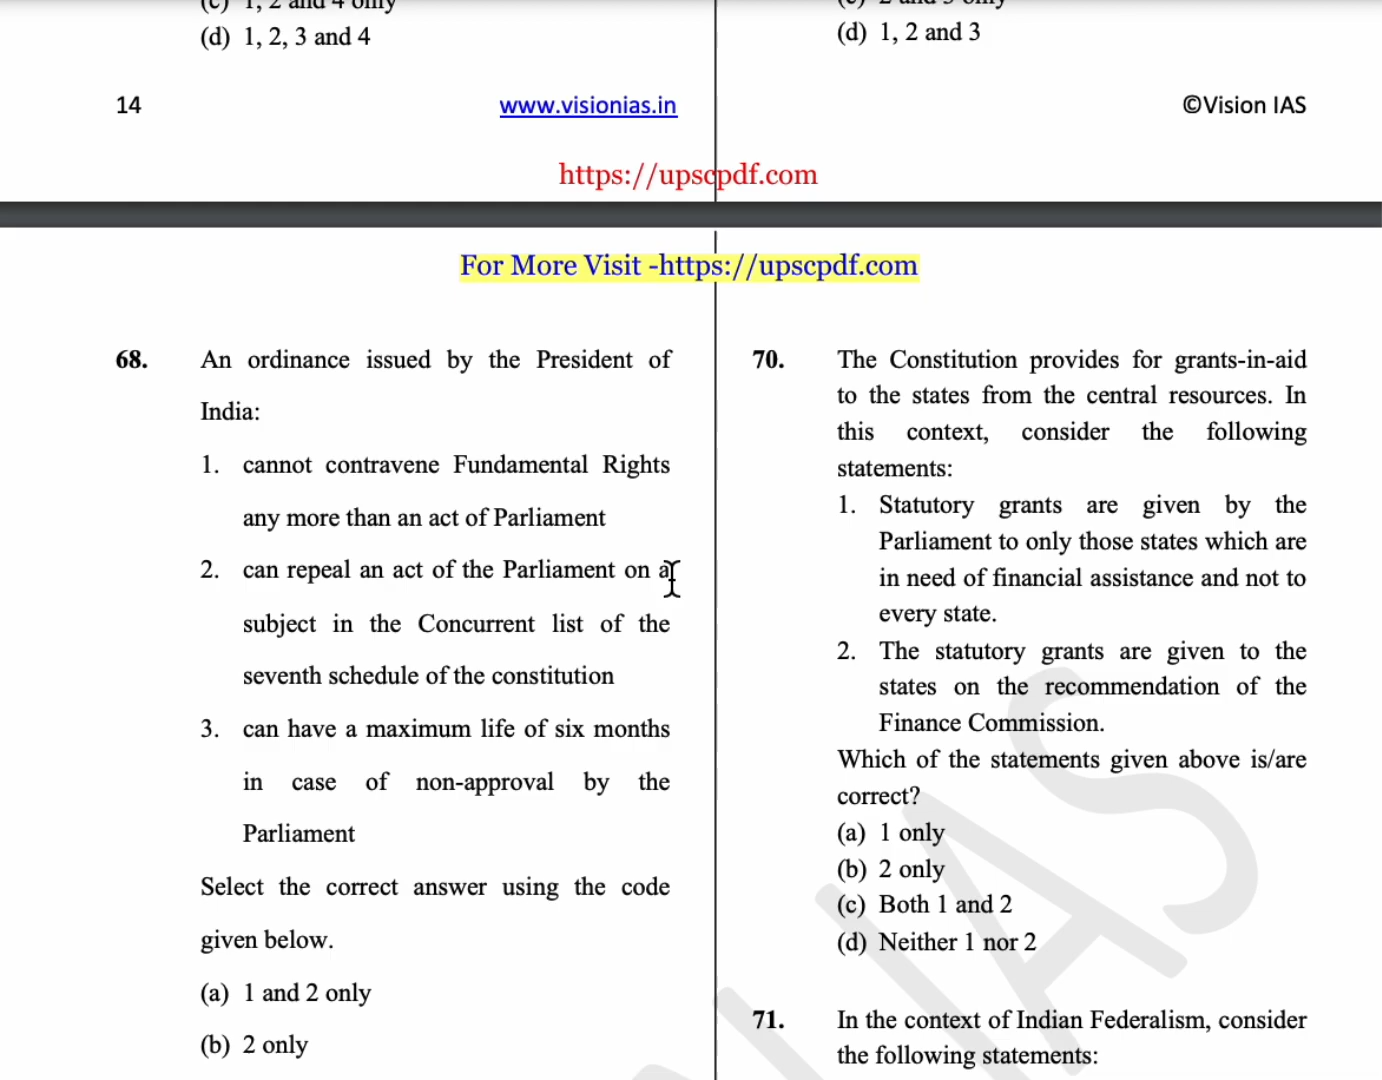 (c) 1, 2 and 4 only
(d) 1, 2, 3 and 4
(d) 1, 2 and 3
14
www.visionias.in
©Vision IAS
https://upscpdf.com
For More Visit -https://upscpdf.com
68. An ordinance issued by the President of
India:
1. cannot contravene Fundamental Rights
any more than an act of Parliament
2. can repeal an act of the Parliament on a
subject in the Concurrent list of the
seventh schedule of the constitution
3. can have a maximum life of six months
in case of non-approval by the
Parliament
Select the correct answer using the code
given below.
(a) 1 and 2 only
(b) 2 only
70. The Constitution provides for grants-in-aid
to the states from the central resources. In
this context, consider the following
statements:
1. Statutory grants are given by the
Parliament to only those states which are
in need of financial assistance and not to
every state.
2. The statutory grants are given to the
states on the recommendation of the
Finance Commission.
Which of the statements given above is/are
correct?
(a) 1 only
(b) 2 only
(c) Both 1 and 2
(d) Neither 1 nor 2
71. In the context of Indian Federalism, consider
the following statements: